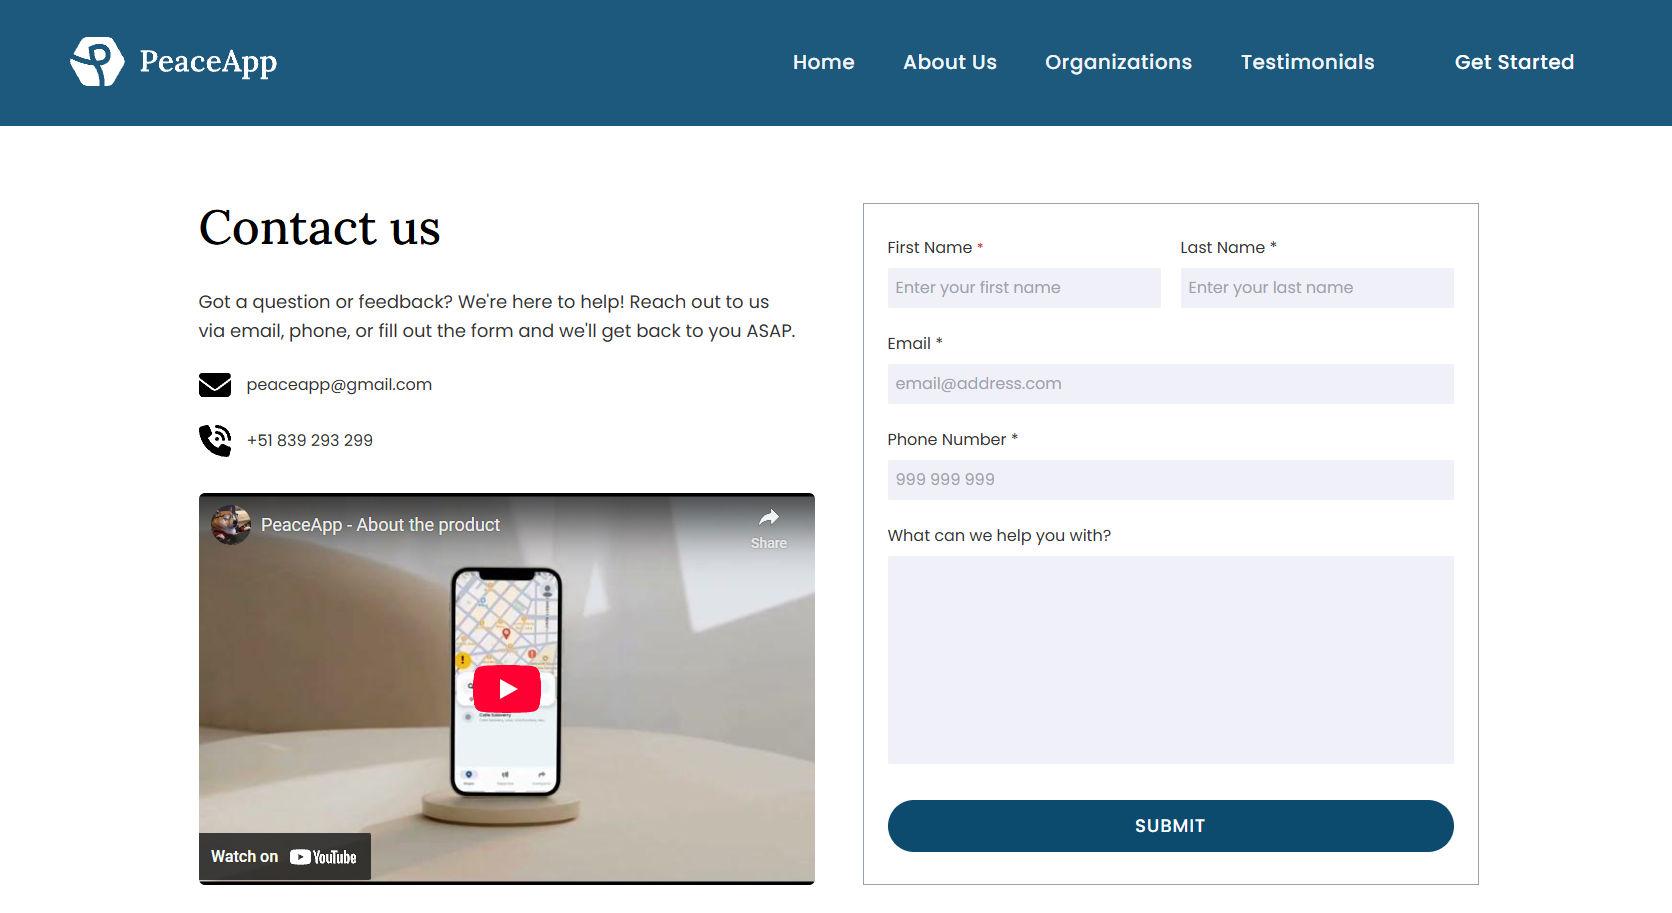 PeaceApp
Home
About Us
Organizations
Testimonials
Get Started
Contact us
Got a question or feedback? We're here to help! Reach out to us
via email, phone, or fill out the form and we'll get back to you ASAP.
peaceapp@gmail.com
+51 839 293 299
PeaceApp - About the product
Share
Watch on YouTube
First Name *
Last Name *
Enter your first name
Enter your last name
Email *
email@address.com
Phone Number *
999 999 999
What can we help you with?
SUBMIT